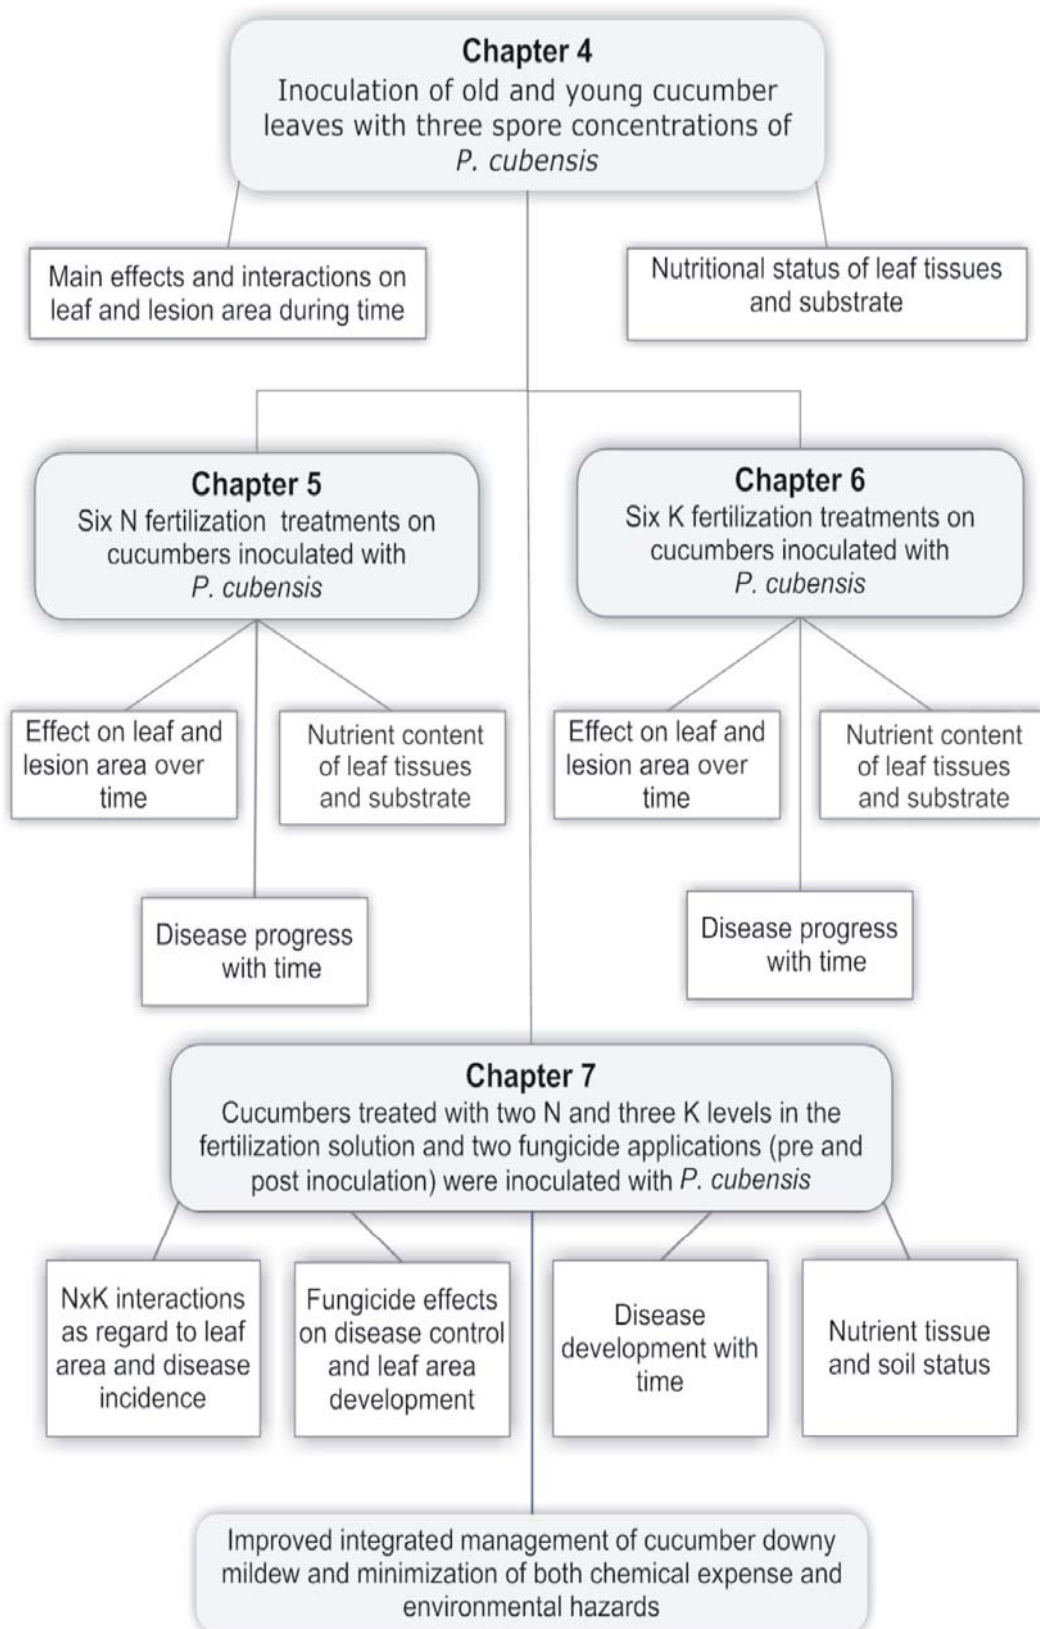 Chapter 4
Inoculation of old and young cucumber
leaves with three spore concentrations of
P. cubensis
Main effects and interactions on
leaf and lesion area during time
Nutritional status of leaf tissues
and substrate
Chapter 5
Six N fertilization treatments on
cucumbers inoculated with
P. cubensis
Chapter 6
Six K fertilization treatments on
cucumbers inoculated with
P. cubensis
Effect on leaf and
lesion area over
time
Nutrient content
of leaf tissues
and substrate
Effect on leaf and
lesion area over
time
Nutrient content
of leaf tissues
and substrate
Disease progress
with time
Disease progress
with time
Chapter 7
Cucumbers treated with two N and three K levels in the
fertilization solution and two fungicide applications (pre and
post inoculation) were inoculated with P. cubensis
NxK interactions
as regard to leaf
area and disease
incidence
Fungicide effects
on disease control
and leaf area
development
Disease
development with
time
Nutrient tissue
and soil status
Improved integrated management of cucumber downy
mildew and minimization of both chemical expense and
environmental hazards